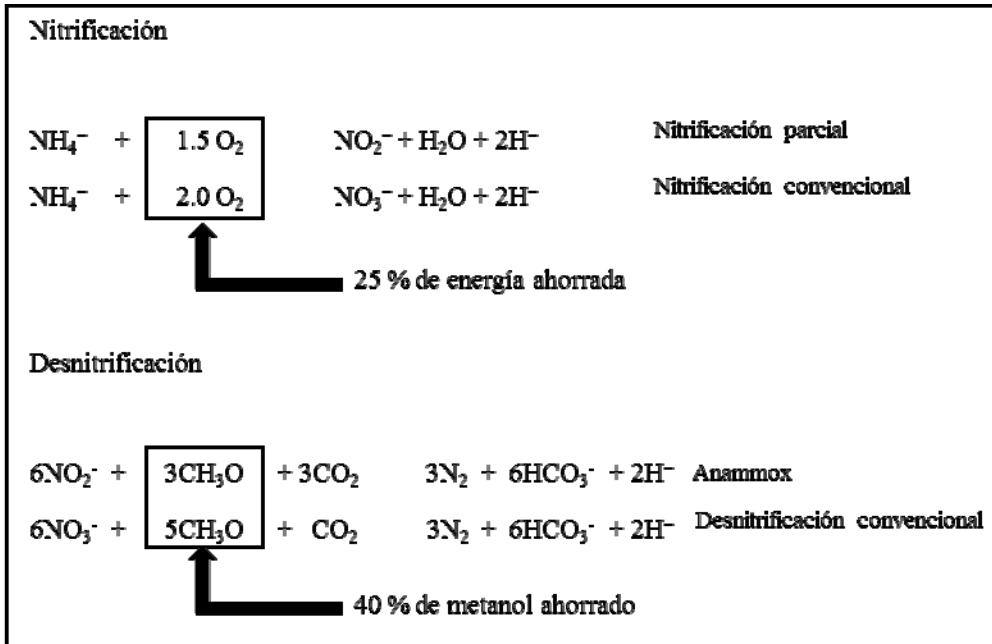 Nitrificación
NH₄⁻ + 1.5 O₂ NO₂⁻ + H₂O + 2H⁻ Nitrificación parcial
NH₄⁻ + 2.0 O₂ NO₃⁻ + H₂O + 2H⁻ Nitrificación convencional
25 % de energía ahorrada
Desnitrificación
6NO₂⁻ + 3CH₃O + 3CO₂ 3N₂ + 6HCO₃⁻ + 2H⁻ Anammox
6NO₃⁻ + 5CH₃O + CO₂ 3N₂ + 6HCO₃⁻ + 2H⁻ Desnitrificación convencional
40 % de metanol ahorrado